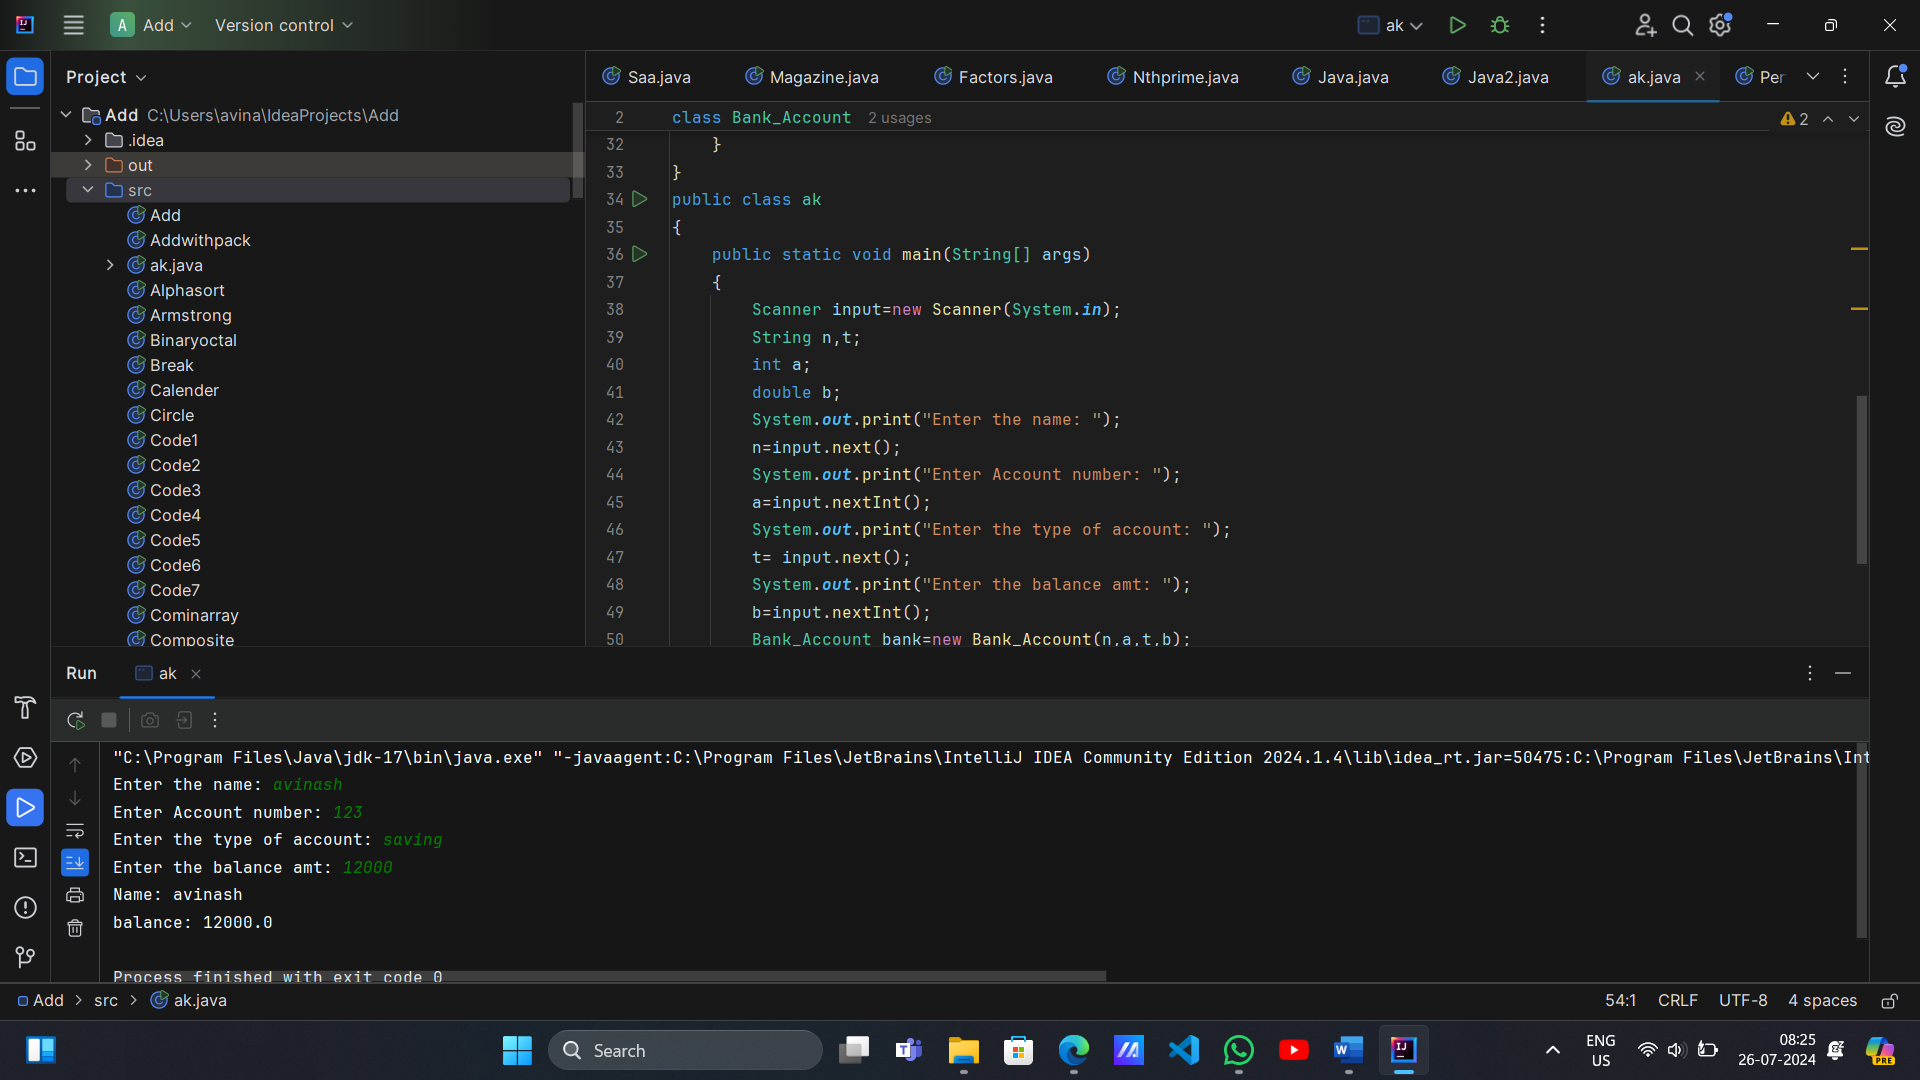 A Add Version control ak
Project
Add C:\Users\avina\IdeaProjects\Add
.idea
out
src
Add
Addwithpack
ak.java
Alphasort
Armstrong
Binaryoctal
Break
Calender
Circle
Code1
Code2
Code3
Code4
Code5
Code6
Code7
Cominarray
Composite
Saa.java Magazine.java Factors.java Nthprime.java Java.java Java2.java ak.java Per
2 class Bank_Account 2 usages 2
32 }
33 }
34 public class ak
35 {
36 public static void main(String[] args)
37 {
38 Scanner input=new Scanner(System.in);
39 String n,t;
40 int a;
41 double b;
42 System.out.print("Enter the name: ");
43 n=input.next();
44 System.out.print("Enter Account number: ");
45 a=input.nextInt();
46 System.out.print("Enter the type of account: ");
47 t= input.next();
48 System.out.print("Enter the balance amt: ");
49 b=input.nextInt();
50 Bank_Account bank=new Bank_Account(n,a,t,b);
Run ak
"C:\Program Files\Java\jdk-17\bin\java.exe" "-javaagent:C:\Program Files\JetBrains\IntelliJ IDEA Community Edition 2024.1.4\lib\idea_rt.jar=50475:C:\Program Files\JetBrains\Int
Enter the name: avinash
Enter Account number: 123
Enter the type of account: saving
Enter the balance amt: 12000
Name: avinash
balance: 12000.0
Process finished with exit code 0
Add > src > ak.java 54:1 CRLF UTF-8 4 spaces
Search
ENG
US
08:25
26-07-2024
PRE